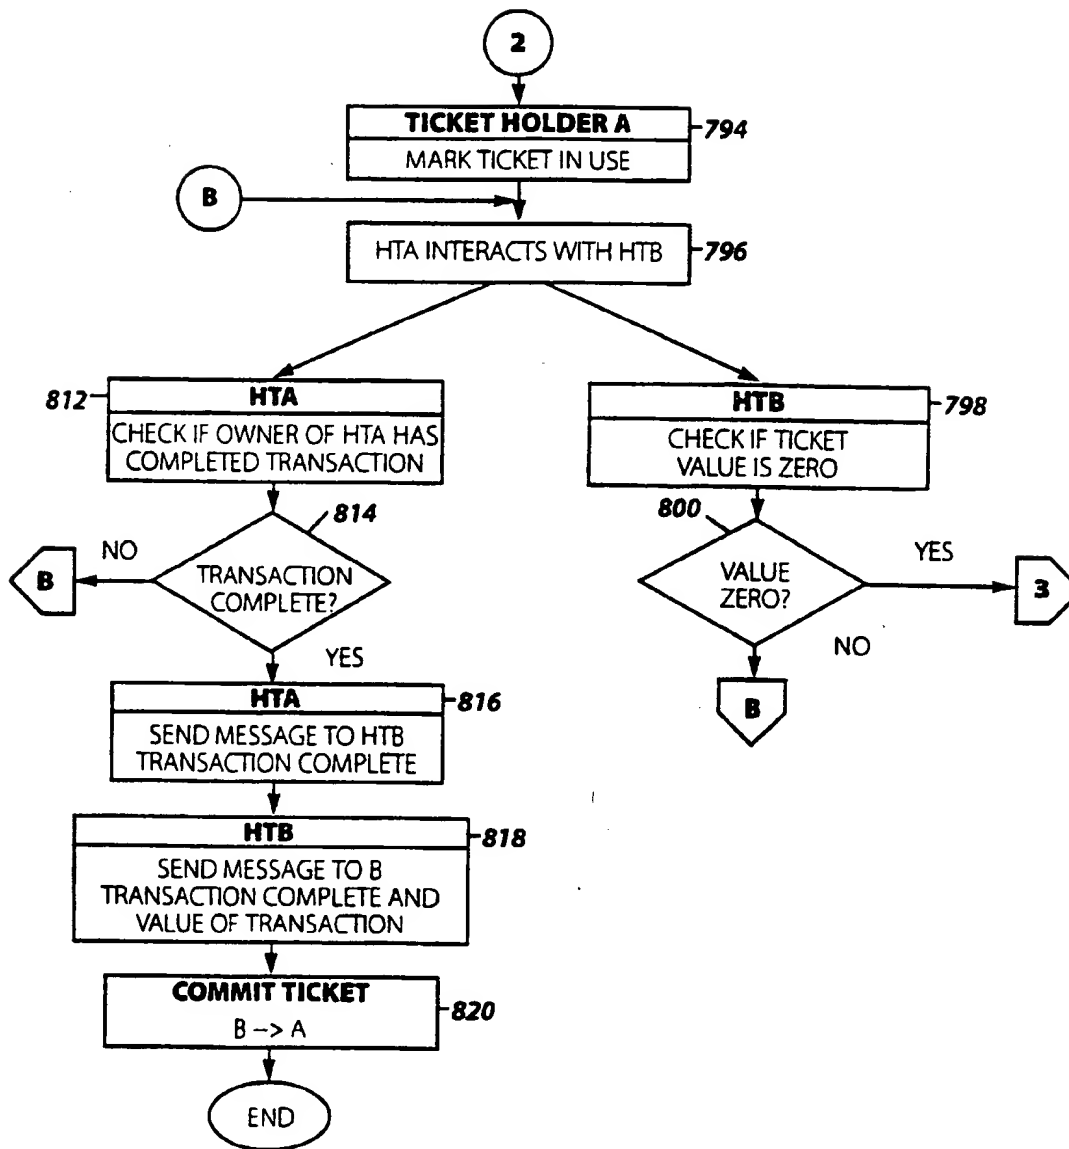 2
TICKET HOLDER A
794
MARK TICKET IN USE
B
HTA INTERACTS WITH HTB
796
812
HTA
CHECK IF OWNER OF HTA HAS
COMPLETED TRANSACTION
HTB
798
CHECK IF TICKET
VALUE IS ZERO
814
NO
B
TRANSACTION
COMPLETE?
YES
800
VALUE
ZERO?
YES
3
NO
B
HTA
816
SEND MESSAGE TO HTB
TRANSACTION COMPLETE
HTB
818
SEND MESSAGE TO B
TRANSACTION COMPLETE AND
VALUE OF TRANSACTION
COMMIT TICKET
820
B --> A
END